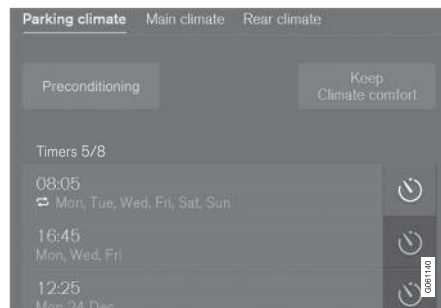 Parking climate Main climate Rear climate
Preconditioning
Keep
Climate comfort
Timers 5/8
08:05
Mon, Tue, Wed, Fri, Sat, Sun
16:45
Mon, Wed, Fri
12:25
Mon 24 Dec
G061140